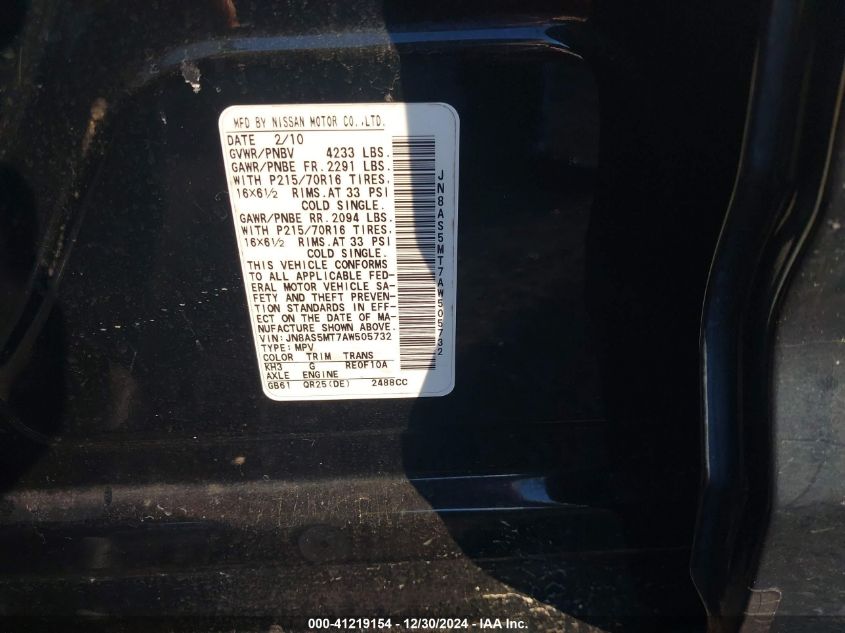 MFD BY NISSAN MOTOR CO.,LTD.
DATE 2/10
GVWR/PNBV 4233 LBS.
GAWR/PNBE FR. 2291 LBS.
WITH P215/70R16 TIRES,
16X6½ RIMS.AT 33 PSI
COLD SINGLE.
GAWR/PNBE RR. 2094 LBS.
WITH P215/70R16 TIRES,
16X6½ RIMS.AT 33 PSI
COLD SINGLE.
THIS VEHICLE CONFORMS
TO ALL APPLICABLE FED-
ERAL MOTOR VEHICLE SA-
FETY AND THEFT PREVEN-
TION STANDARDS IN EFF-
ECT ON THE DATE OF MA-
NUFACTURE SHOWN ABOVE.
VIN:JN8AS5MT7AW505732
TYPE:MPV
COLOR TRIM TRANS
KH3 G RE0F10A
AXLE ENGINE
GB61 QR25(DE) 2488CC
JN8AS5MT7AW505732
000-41219154 - 12/30/2024 - IAA Inc.